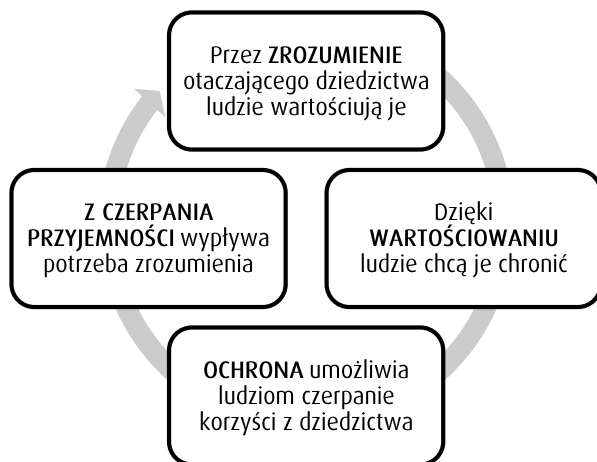 Przez ZROZUMIENIE
otaczającego dziedzictwa
ludzie wartościują je
Dzięki
WARTOŚCIOWANIU
ludzie chcą je chronić
OCHRONA umożliwia
ludziom czerpanie
korzyści z dziedzictwa
Z CZERPANIA
PRZYJEMNOŚCI wypływa
potrzeba zrozumienia